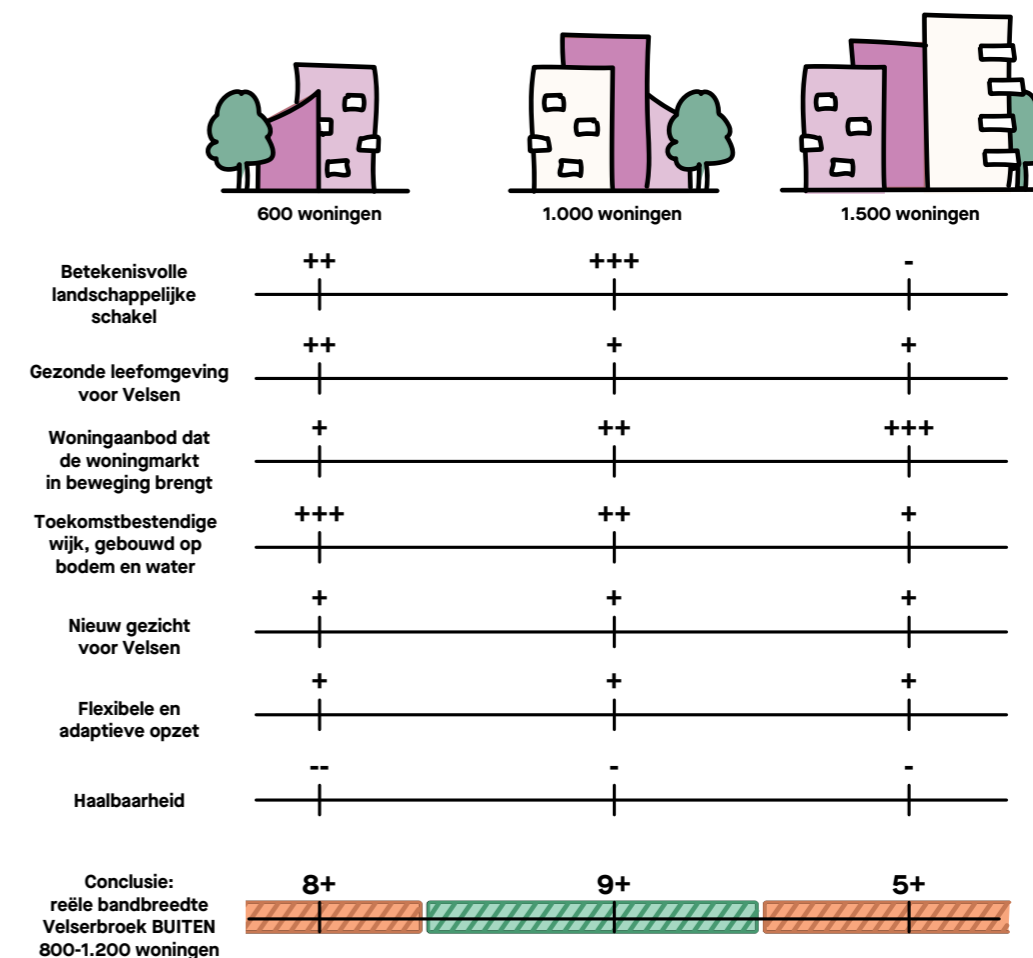 600 woningen
1.000 woningen
1.500 woningen
Betekenisvolle
landschappelijke
schakel
++
+++
-
Gezonde leefomgeving
voor Velsen
++
+
+
Woningaanbod dat
de woningmarkt
in beweging brengt
+
++
+++
Toekomstbestendige
wijk, gebouwd op
bodem en water
+++
++
+
Nieuw gezicht
voor Velsen
+
+
+
Flexibele en
adaptieve opzet
+
+
+
Haalbaarheid
--
-
-
Conclusie:
reële bandbreedte
Velserbroek BUITEN
800-1.200 woningen
8+
9+
5+